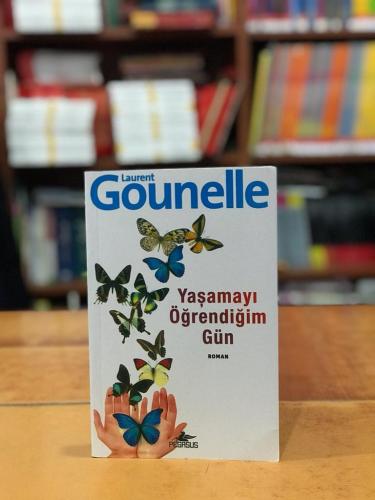 Laurent
Gounelle
Yaşamayı
Öğrendiğim
Gün
ROMAN
PEGASUS